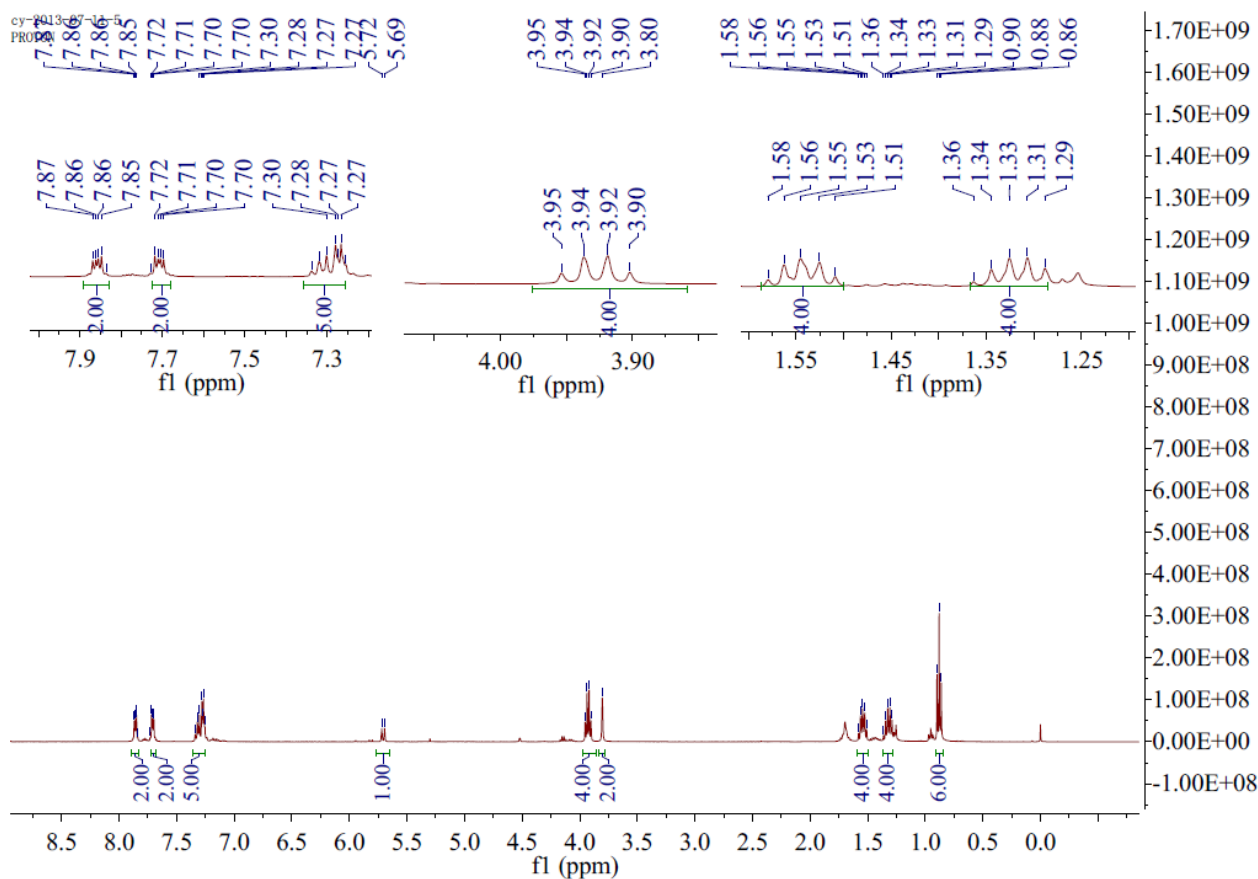 cy-2013-07-11-5
PROTON
7.87 7.86 7.86 7.85 7.72 7.71 7.70 7.70 7.30 7.28 7.27 7.27 5.72 5.69 3.95 3.94 3.92 3.90 3.80 1.58 1.56 1.55 1.53 1.51 1.36 1.34 1.33 1.31 1.29 0.90 0.88 0.86
7.87 7.86 7.86 7.85 7.72 7.71 7.70 7.70 7.30 7.28 7.27 7.27
2.00 2.00 5.00
7.9 7.7 7.5 7.3
f1 (ppm)
3.95 3.94 3.92 3.90
4.00
4.00 3.90
f1 (ppm)
1.58 1.56 1.55 1.53 1.51 1.36 1.34 1.33 1.31 1.29
4.00 4.00
1.55 1.45 1.35 1.25
f1 (ppm)
1.70E+09
1.60E+09
1.50E+09
1.40E+09
1.30E+09
1.20E+09
1.10E+09
1.00E+09
9.00E+08
8.00E+08
7.00E+08
6.00E+08
5.00E+08
4.00E+08
3.00E+08
2.00E+08
1.00E+08
0.00E+00
-1.00E+08
2.00 2.00 5.00 1.00 4.00 2.00 4.00 4.00 6.00
8.5 8.0 7.5 7.0 6.5 6.0 5.5 5.0 4.5 4.0 3.5 3.0 2.5 2.0 1.5 1.0 0.5 0.0
f1 (ppm)